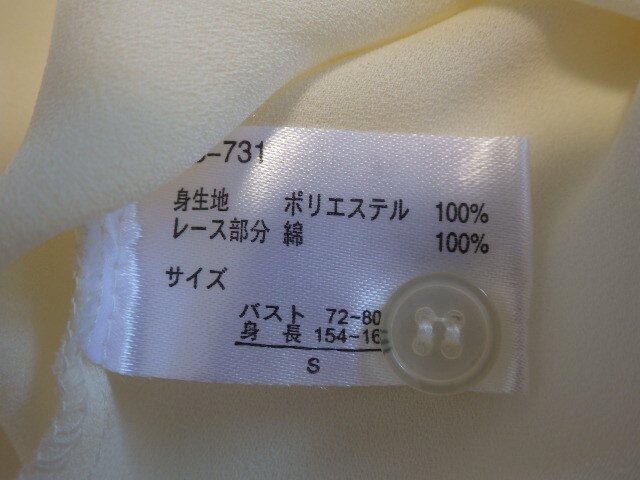 -731
身生地 ポリエステル 100%
レース部分 綿 100%
サイズ
バスト 72~80
身長 154~16
S